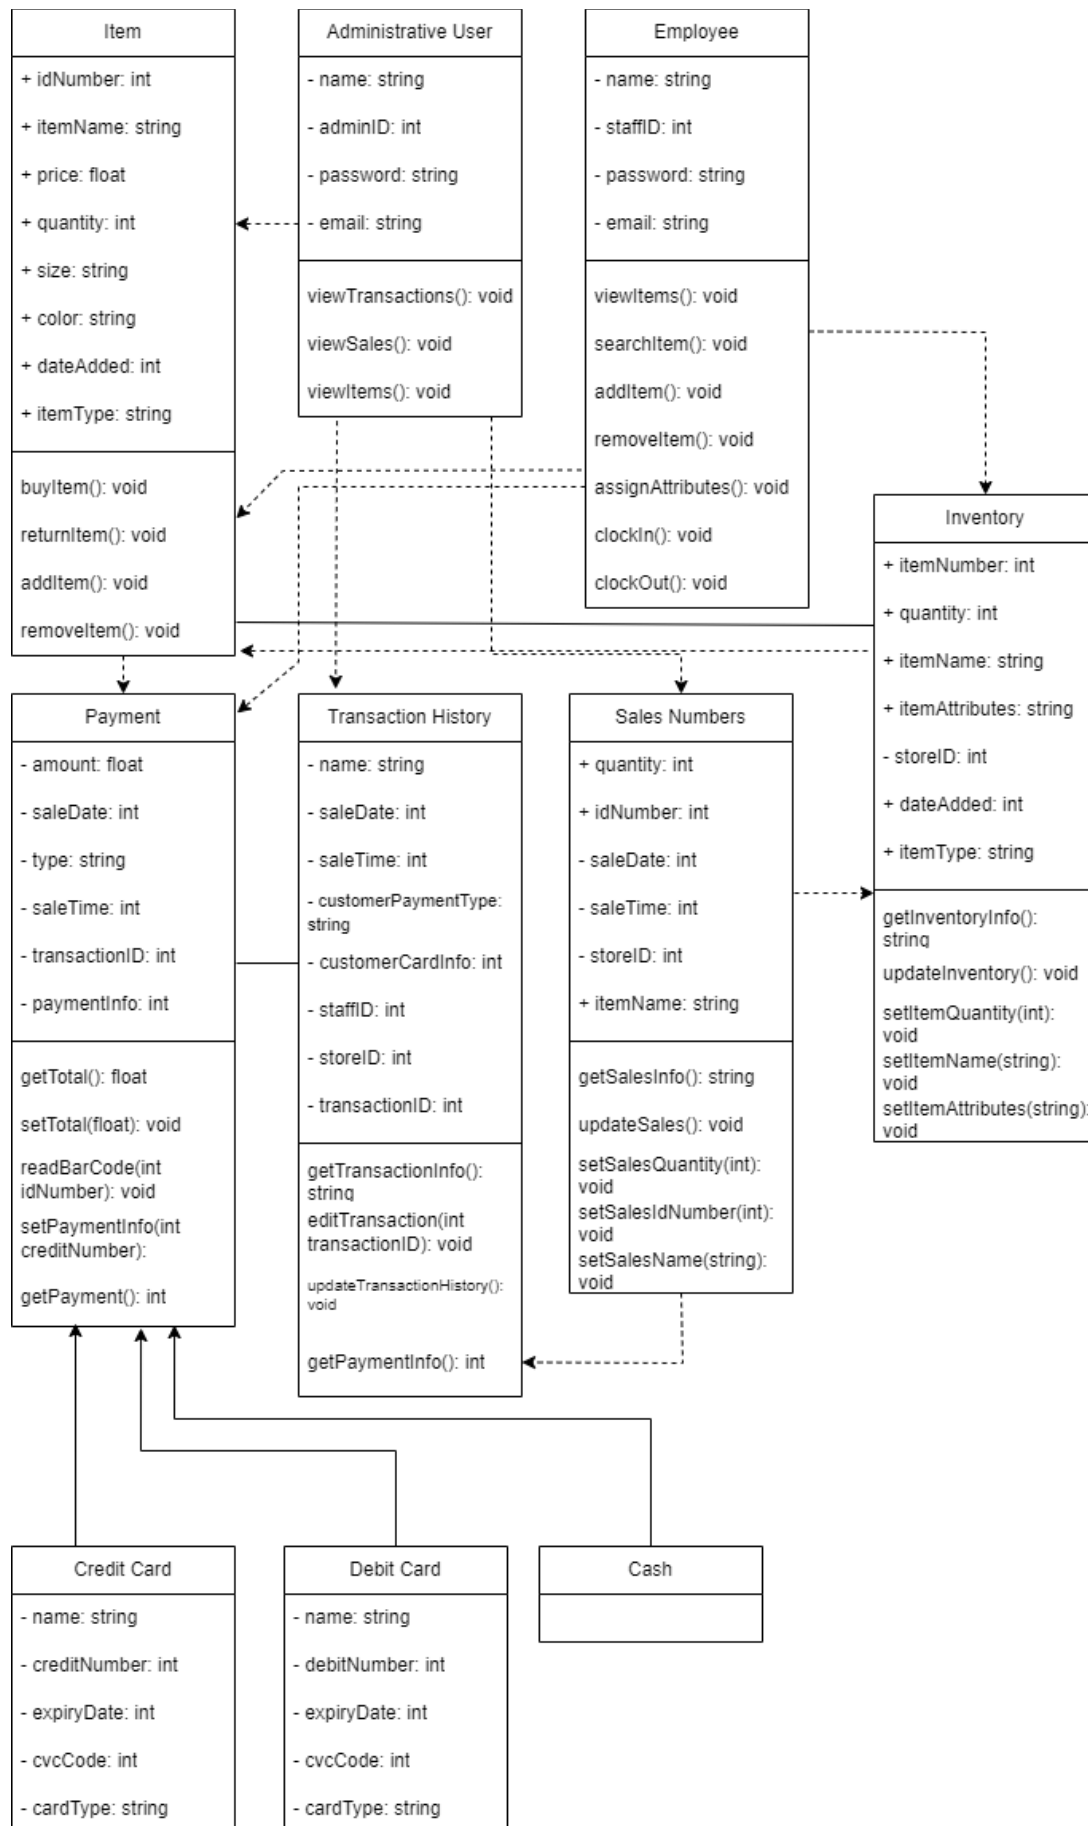 Item
+ idNumber: int
+ itemName: string
+ price: float
+ quantity: int
+ size: string
+ color: string
+ dateAdded: int
+ itemType: string
buyItem(): void
returnItem(): void
addItem(): void
removeItem(): void
Administrative User
- name: string
- adminID: int
- password: string
- email: string
viewTransactions(): void
viewSales(): void
viewItems(): void
Employee
- name: string
- staffID: int
- password: string
- email: string
viewItems(): void
searchItem(): void
addItem(): void
removeItem(): void
assignAttributes(): void
clockIn(): void
clockOut(): void
Inventory
+ itemNumber: int
+ quantity: int
+ itemName: string
+ itemAttributes: string
- storeID: int
+ dateAdded: int
+ itemType: string
getInventoryInfo():
string
updateInventory(): void
setItemQuantity(int):
void
setItemName(string):
void
setItemAttributes(string):
void
Payment
- amount: float
- saleDate: int
- type: string
- saleTime: int
- transactionID: int
- paymentInfo: int
getTotal(): float
setTotal(float): void
readBarCode(int
idNumber): void
setPaymentInfo(int
creditNumber):
getPayment(): int
Transaction History
- name: string
- saleDate: int
- saleTime: int
- customerPaymentType:
string
- customerCardInfo: int
- staffID: int
- storeID: int
- transactionID: int
getTransactionInfo():
string
editTransaction(int
transactionID): void
updateTransactionHistory():
void
getPaymentInfo(): int
Sales Numbers
+ quantity: int
+ idNumber: int
- saleDate: int
- saleTime: int
- storeID: int
+ itemName: string
getSalesInfo(): string
updateSales(): void
setSalesQuantity(int):
void
setSalesIdNumber(int):
void
setSalesName(string):
void
Credit Card
- name: string
- creditNumber: int
- expiryDate: int
- cvcCode: int
- cardType: string
Debit Card
- name: string
- debitNumber: int
- expiryDate: int
- cvcCode: int
- cardType: string
Cash